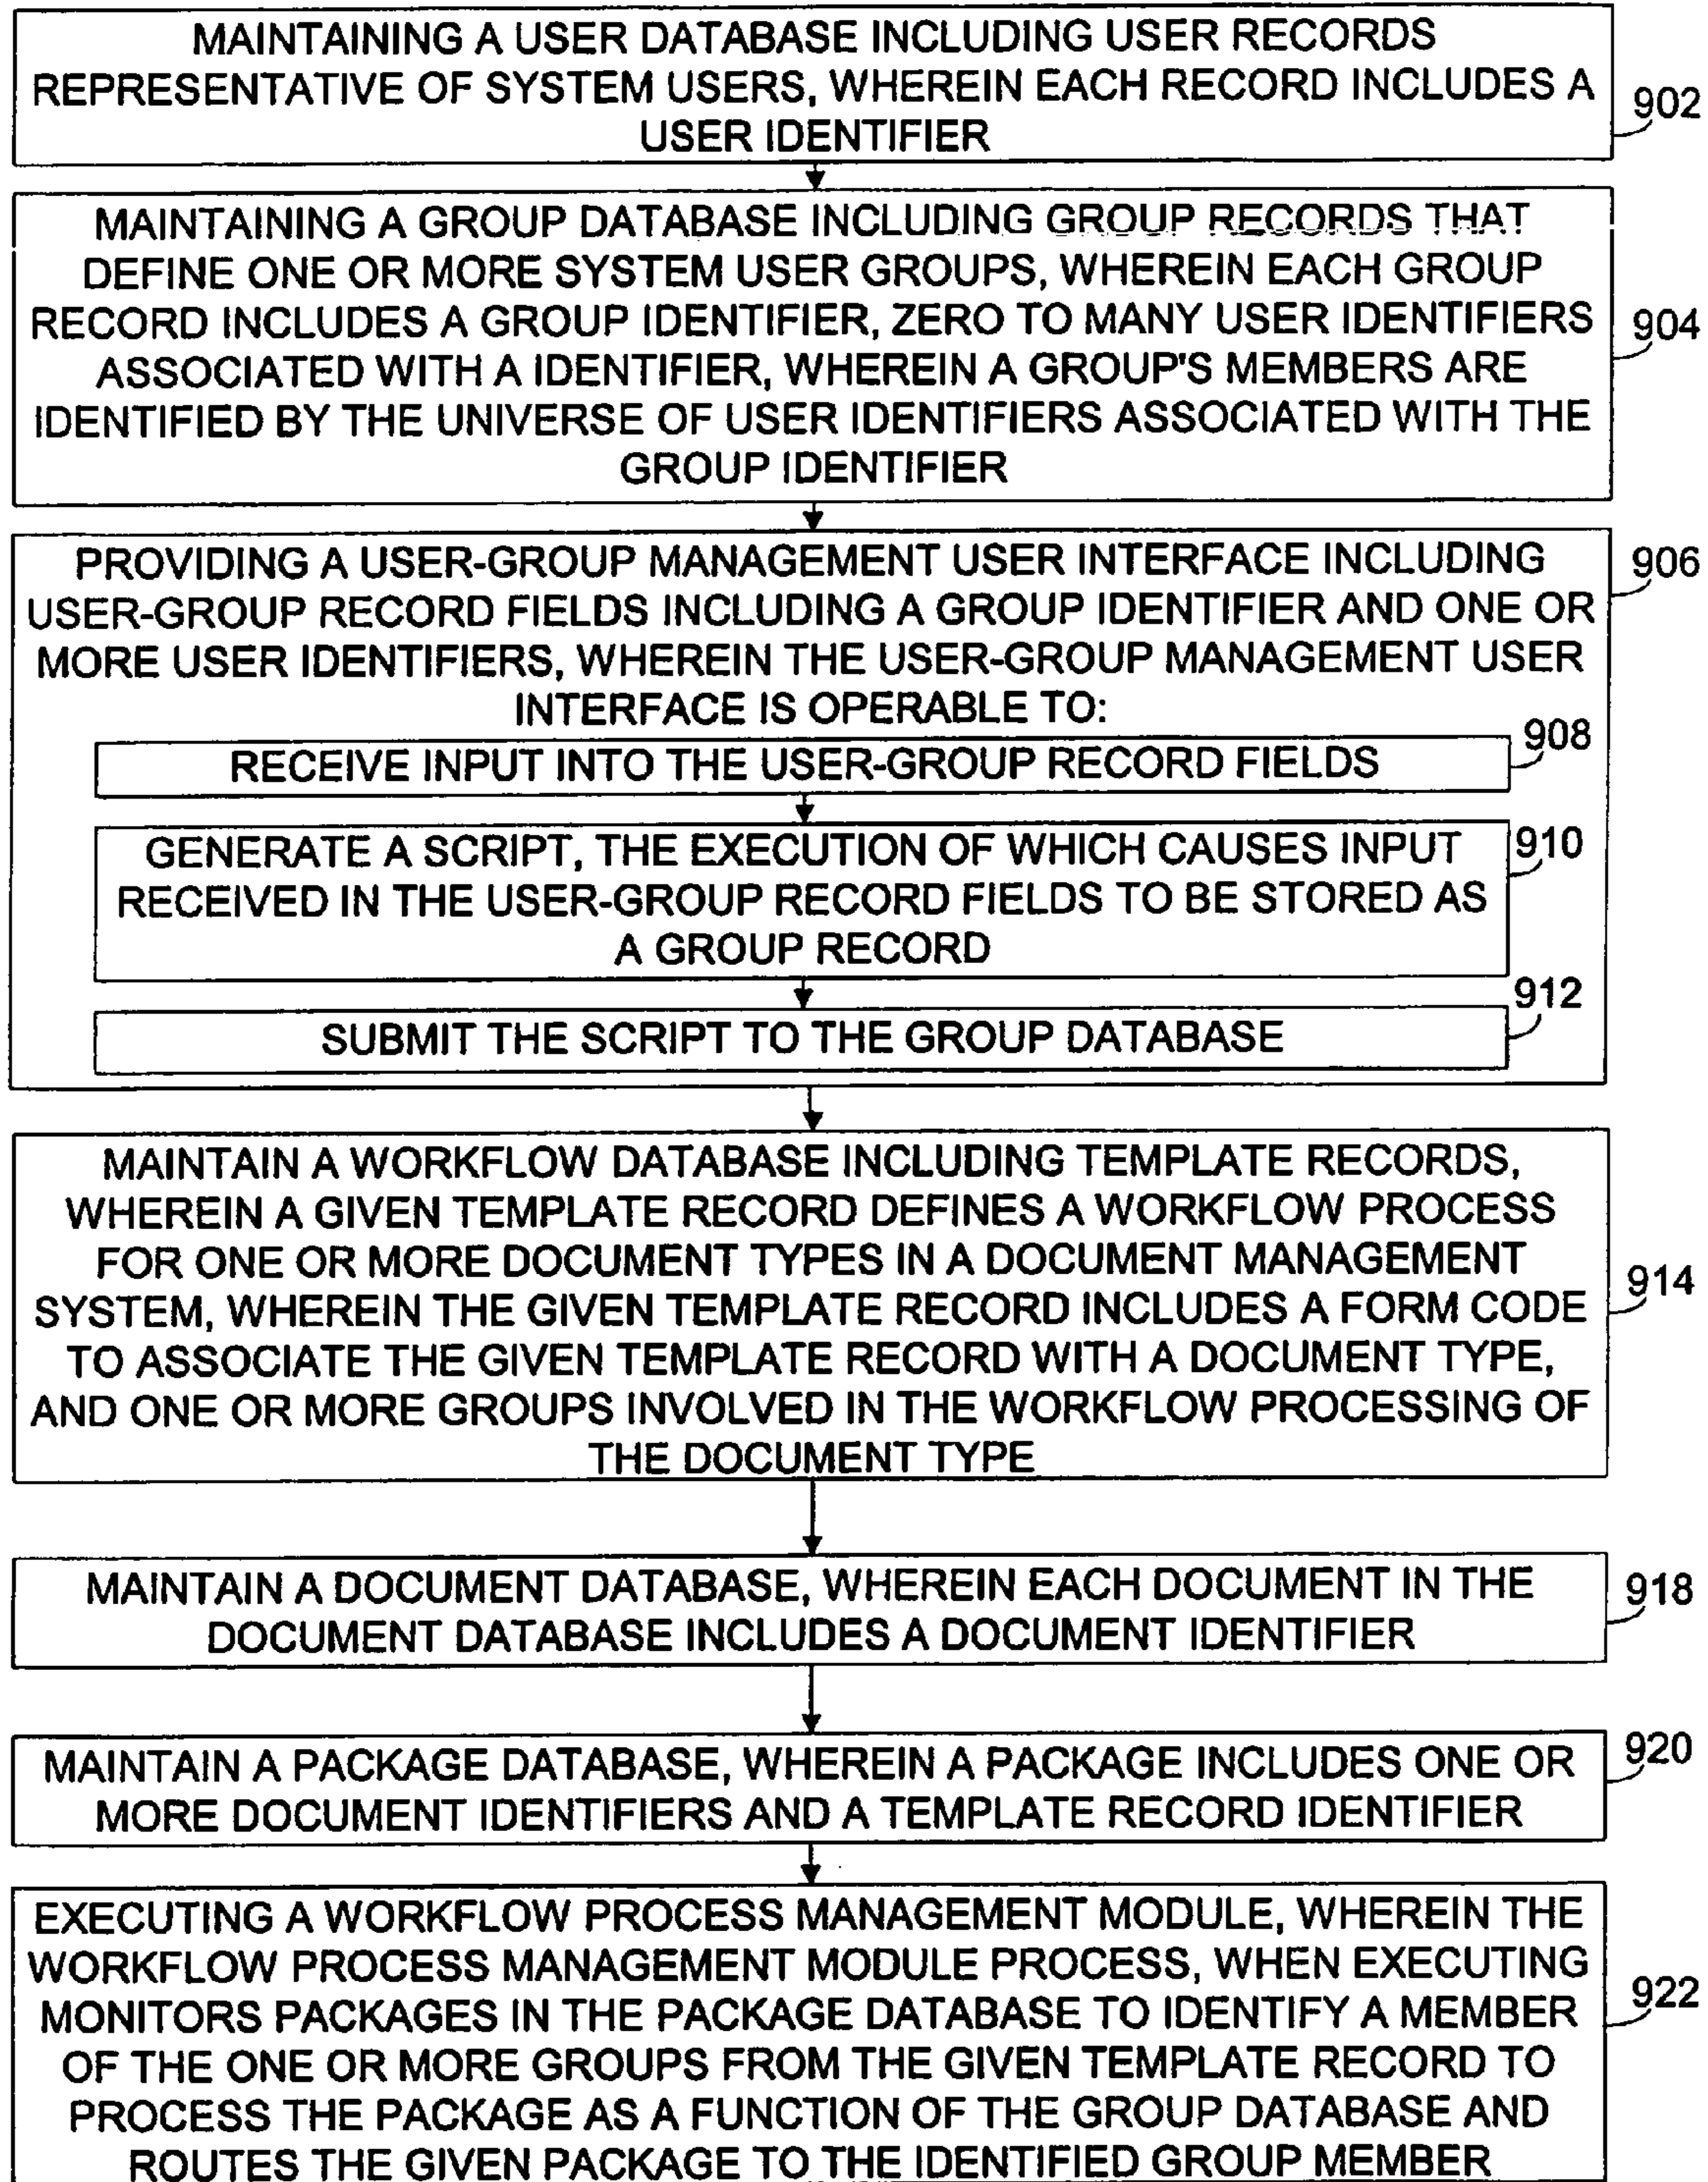 MAINTAINING A USER DATABASE INCLUDING USER RECORDS
REPRESENTATIVE OF SYSTEM USERS, WHEREIN EACH RECORD INCLUDES A
USER IDENTIFIER
902
MAINTAINING A GROUP DATABASE INCLUDING GROUP RECORDS THAT
DEFINE ONE OR MORE SYSTEM USER GROUPS, WHEREIN EACH GROUP
RECORD INCLUDES A GROUP IDENTIFIER, ZERO TO MANY USER IDENTIFIERS
ASSOCIATED WITH A IDENTIFIER, WHEREIN A GROUP'S MEMBERS ARE
IDENTIFIED BY THE UNIVERSE OF USER IDENTIFIERS ASSOCIATED WITH THE
GROUP IDENTIFIER
904
PROVIDING A USER-GROUP MANAGEMENT USER INTERFACE INCLUDING
USER-GROUP RECORD FIELDS INCLUDING A GROUP IDENTIFIER AND ONE OR
MORE USER IDENTIFIERS, WHEREIN THE USER-GROUP MANAGEMENT USER
INTERFACE IS OPERABLE TO:
906
RECEIVE INPUT INTO THE USER-GROUP RECORD FIELDS
908
GENERATE A SCRIPT, THE EXECUTION OF WHICH CAUSES INPUT
RECEIVED IN THE USER-GROUP RECORD FIELDS TO BE STORED AS
A GROUP RECORD
910
SUBMIT THE SCRIPT TO THE GROUP DATABASE
912
MAINTAIN A WORKFLOW DATABASE INCLUDING TEMPLATE RECORDS,
WHEREIN A GIVEN TEMPLATE RECORD DEFINES A WORKFLOW PROCESS
FOR ONE OR MORE DOCUMENT TYPES IN A DOCUMENT MANAGEMENT
SYSTEM, WHEREIN THE GIVEN TEMPLATE RECORD INCLUDES A FORM CODE
TO ASSOCIATE THE GIVEN TEMPLATE RECORD WITH A DOCUMENT TYPE,
AND ONE OR MORE GROUPS INVOLVED IN THE WORKFLOW PROCESSING OF
THE DOCUMENT TYPE
914
MAINTAIN A DOCUMENT DATABASE, WHEREIN EACH DOCUMENT IN THE
DOCUMENT DATABASE INCLUDES A DOCUMENT IDENTIFIER
918
MAINTAIN A PACKAGE DATABASE, WHEREIN A PACKAGE INCLUDES ONE OR
MORE DOCUMENT IDENTIFIERS AND A TEMPLATE RECORD IDENTIFIER
920
EXECUTING A WORKFLOW PROCESS MANAGEMENT MODULE, WHEREIN THE
WORKFLOW PROCESS MANAGEMENT MODULE PROCESS, WHEN EXECUTING
MONITORS PACKAGES IN THE PACKAGE DATABASE TO IDENTIFY A MEMBER
OF THE ONE OR MORE GROUPS FROM THE GIVEN TEMPLATE RECORD TO
PROCESS THE PACKAGE AS A FUNCTION OF THE GROUP DATABASE AND
ROUTES THE GIVEN PACKAGE TO THE IDENTIFIED GROUP MEMBER
922